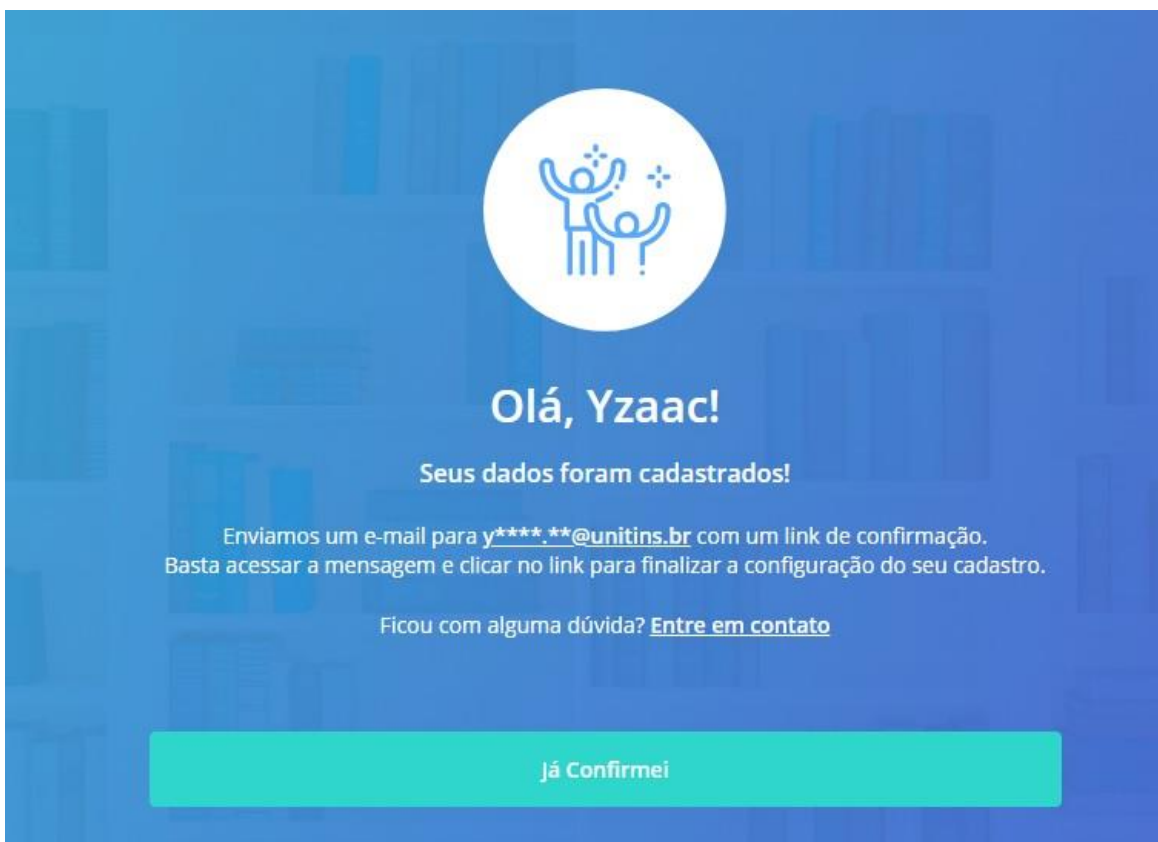 Olá, Yzaac!
Seus dados foram cadastrados!
Enviamos um e-mail para y****.**@unitins.br com um link de confirmação.
Basta acessar a mensagem e clicar no link para finalizar a configuração do seu cadastro.
Ficou com alguma dúvida? Entre em contato
Já Confirmei